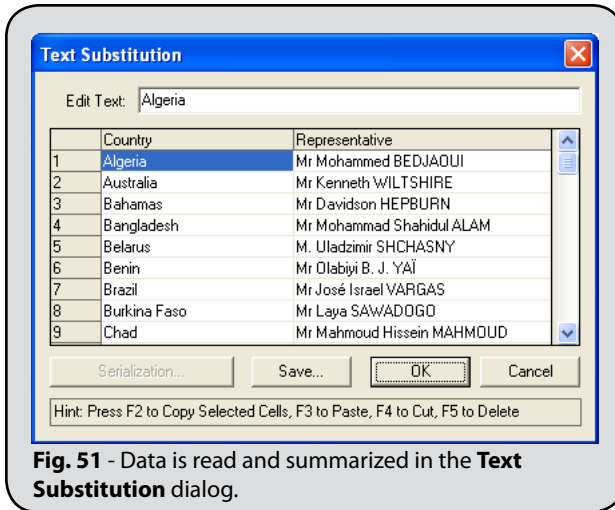 Text Substitution
Edit Text: Algeria
Country Representative
1 Algeria Mr Mohammed BEDJAOUI
2 Australia Mr Kenneth WILTSHIRE
3 Bahamas Mr Davidson HEPBURN
4 Bangladesh Mr Mohammad Shahidul ALAM
5 Belarus M. Uladzimir SHCHASNY
6 Benin Mr Olabiyi B. J. YAÏ
7 Brazil Mr José Israel VARGAS
8 Burkina Faso Mr Laya SAWADOGO
9 Chad Mr Mahmoud Hissein MAHMOUD
Serialization... Save... OK Cancel
Hint: Press F2 to Copy Selected Cells, F3 to Paste, F4 to Cut, F5 to Delete
Fig. 51 - Data is read and summarized in the Text
Substitution dialog.